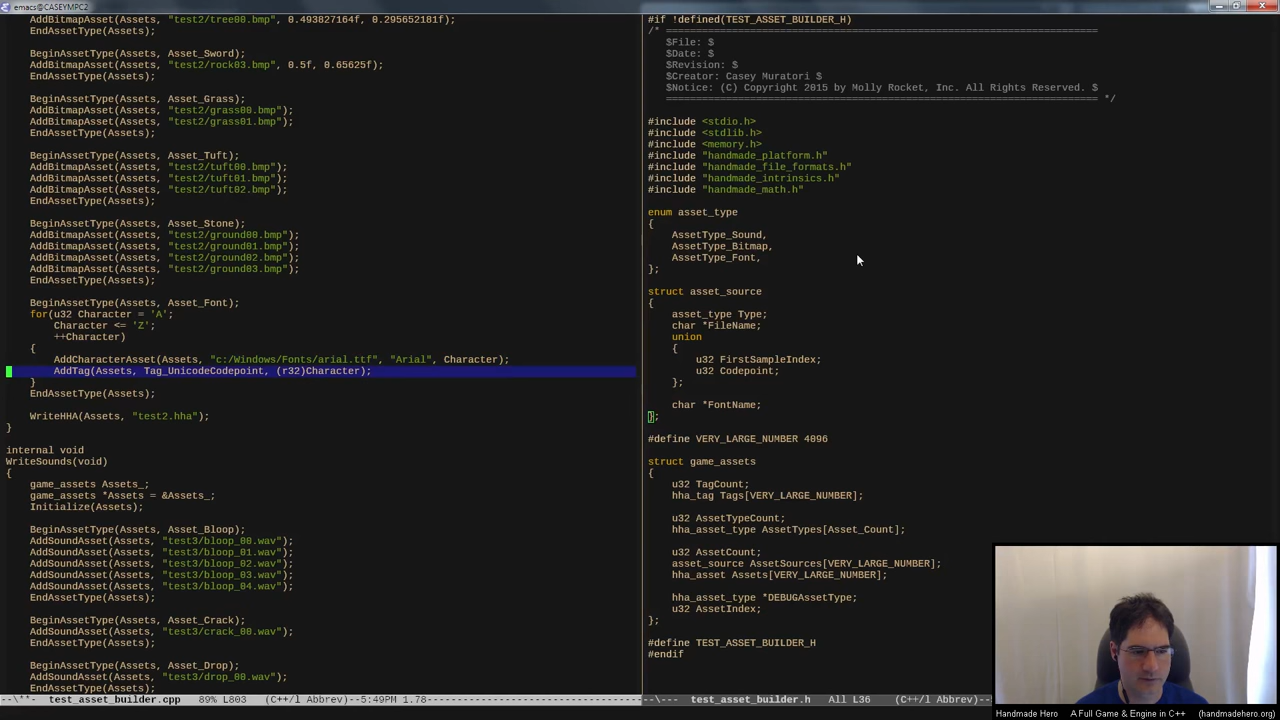 emacs@CASEYMPC2
AddBitmapAsset(Assets, "test2/tree00.bmp", 0.493827164f, 0.295652181f);
EndAssetType(Assets);
BeginAssetType(Assets, Asset_Sword);
AddBitmapAsset(Assets, "test2/rock03.bmp", 0.5f, 0.65625f);
EndAssetType(Assets);
BeginAssetType(Assets, Asset_Grass);
AddBitmapAsset(Assets, "test2/grass00.bmp");
AddBitmapAsset(Assets, "test2/grass01.bmp");
EndAssetType(Assets);
BeginAssetType(Assets, Asset_Tuft);
AddBitmapAsset(Assets, "test2/tuft00.bmp");
AddBitmapAsset(Assets, "test2/tuft01.bmp");
AddBitmapAsset(Assets, "test2/tuft02.bmp");
EndAssetType(Assets);
BeginAssetType(Assets, Asset_Stone);
AddBitmapAsset(Assets, "test2/ground00.bmp");
AddBitmapAsset(Assets, "test2/ground01.bmp");
AddBitmapAsset(Assets, "test2/ground02.bmp");
AddBitmapAsset(Assets, "test2/ground03.bmp");
EndAssetType(Assets);
BeginAssetType(Assets, Asset_Font);
for(u32 Character = 'A';
Character <= 'Z';
++Character)
{
AddCharacterAsset(Assets, "c:/Windows/Fonts/arial.ttf", "Arial", Character);
AddTag(Assets, Tag_UnicodeCodepoint, (r32)Character);
}
EndAssetType(Assets);
WriteHHA(Assets, "test2.hha");
}
internal void
WriteSounds(void)
{
game_assets Assets_;
game_assets *Assets = &Assets_;
Initialize(Assets);
BeginAssetType(Assets, Asset_Bloop);
AddSoundAsset(Assets, "test3/bloop_00.wav");
AddSoundAsset(Assets, "test3/bloop_01.wav");
AddSoundAsset(Assets, "test3/bloop_02.wav");
AddSoundAsset(Assets, "test3/bloop_03.wav");
AddSoundAsset(Assets, "test3/bloop_04.wav");
EndAssetType(Assets);
BeginAssetType(Assets, Asset_Crack);
AddSoundAsset(Assets, "test3/crack_00.wav");
EndAssetType(Assets);
BeginAssetType(Assets, Asset_Drop);
AddSoundAsset(Assets, "test3/drop_00.wav");
EndAssetType(Assets);
--\**-  test_asset_builder.cpp   89% L803   (C++/l Abbrev)--5:49PM 1.78---
#if !defined(TEST_ASSET_BUILDER_H)
/* ========================================================================
$File: $
$Date: $
$Revision: $
$Creator: Casey Muratori $
$Notice: (C) Copyright 2015 by Molly Rocket, Inc. All Rights Reserved. $
======================================================================== */
#include <stdio.h>
#include <stdlib.h>
#include <memory.h>
#include "handmade_platform.h"
#include "handmade_file_formats.h"
#include "handmade_intrinsics.h"
#include "handmade_math.h"
enum asset_type
{
AssetType_Sound,
AssetType_Bitmap,
AssetType_Font,
};
struct asset_source
{
asset_type Type;
char *FileName;
union
{
u32 FirstSampleIndex;
u32 Codepoint;
};
char *FontName;
};
#define VERY_LARGE_NUMBER 4096
struct game_assets
{
u32 TagCount;
hha_tag Tags[VERY_LARGE_NUMBER];
u32 AssetTypeCount;
hha_asset_type AssetTypes[Asset_Count];
u32 AssetCount;
asset_source AssetSources[VERY_LARGE_NUMBER];
hha_asset Assets[VERY_LARGE_NUMBER];
hha_asset_type *DEBUGAssetType;
u32 AssetIndex;
};
#define TEST_ASSET_BUILDER_H
#endif
--\---  test_asset_builder.h   All L36    (C++/l Abbrev)--
Handmade Hero    A Full Game & Engine in C++    (handmadehero.org)